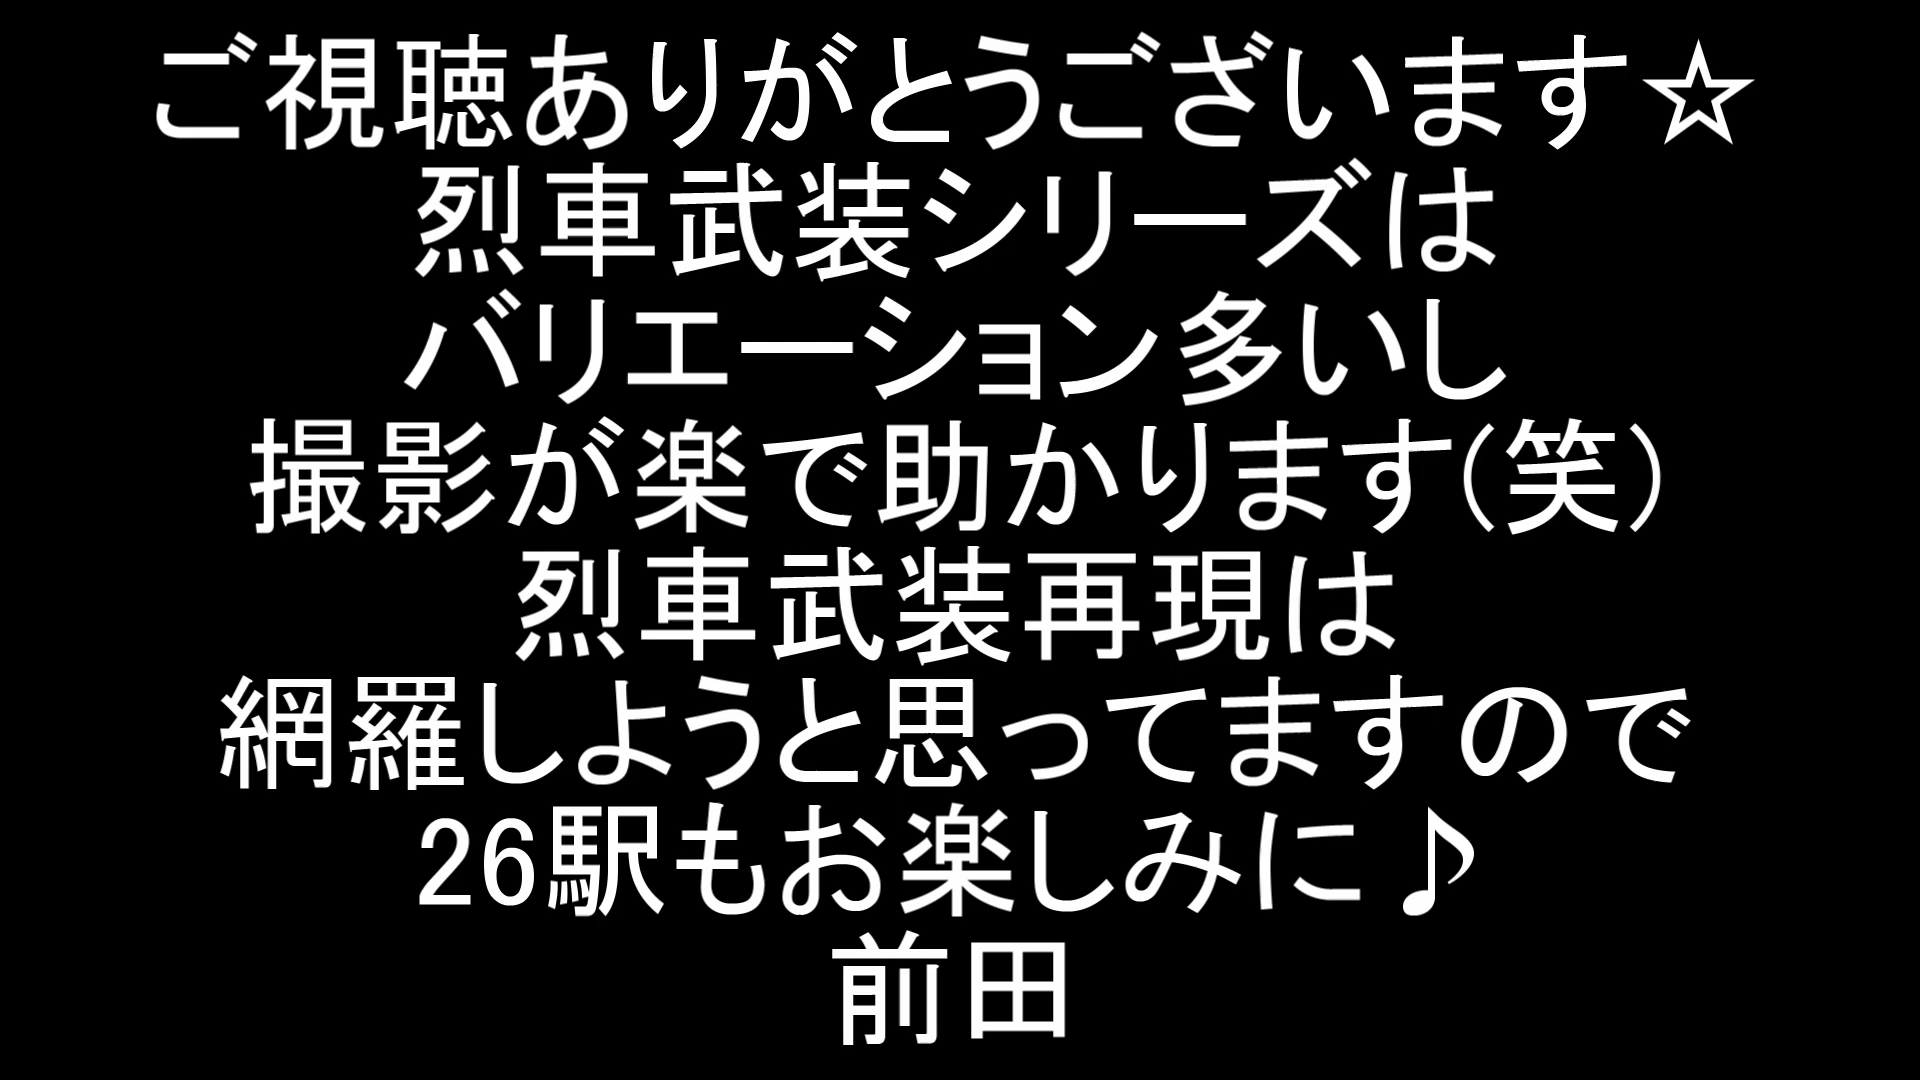 ご視聴ありがとうございます☆
烈車武装シリーズは
バリエーション多いし
撮影が楽で助かります(笑)
烈車武装再現は
網羅しようと思ってますので
26駅もお楽しみに♪
前田